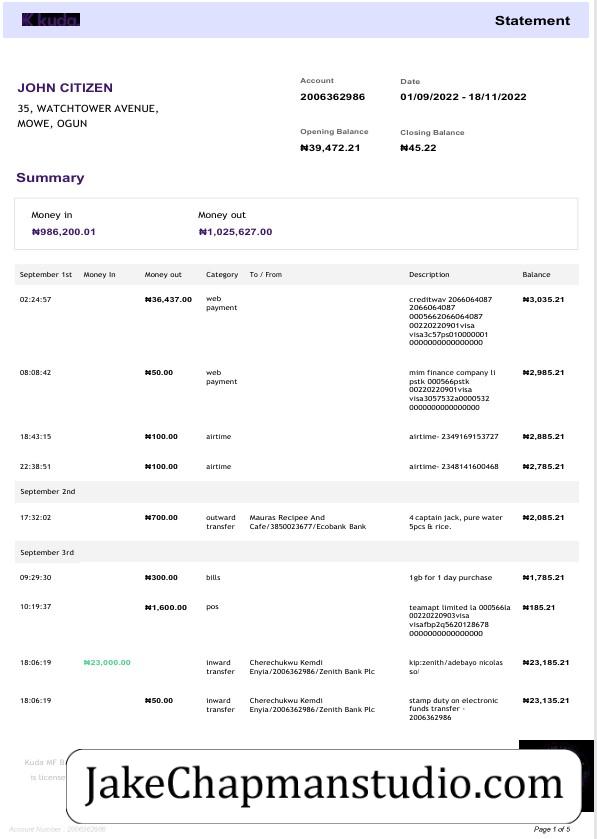 kuda.
Statement
JOHN CITIZEN
35, WATCHTOWER AVENUE,
MOWE, OGUN
Account
2006362986
Date
01/09/2022 - 18/11/2022
Opening Balance
₦39,472.21
Closing Balance
₦45.22
Summary
Money in
₦986,200.01
Money out
₦1,025,627.00
September 1st Money In Money out Category To / From Description Balance
02:24:57 ₦36,437.00 web creditwav 2066064087 ₦3,035.21
payment 2066064087
0005662066064087
00220220901visa
visa3c57ps010000001
0000000000000000
08:08:42 ₦50.00 web mim finance company li ₦2,985.21
payment pstk 000566pstk
00220220901visa
visa3057532a0000532
0000000000000000
18:43:15 ₦100.00 airtime airtime- 2349169153727 ₦2,885.21
22:38:51 ₦100.00 airtime airtime- 2348141600468 ₦2,785.21
September 2nd
17:32:02 ₦700.00 outward Mauras Recipee And 4 captain jack, pure water ₦2,085.21
transfer Cafe/3850023677/Ecobank Bank 5pcs & rice.
September 3rd
09:29:30 ₦300.00 bills 1gb for 1 day purchase ₦1,785.21
10:19:37 ₦1,600.00 pos teamapt limited la 000566la ₦185.21
00220220903visa
visafbp2q5620128678
0000000000000000
18:06:19 ₦23,000.00 inward Cherechukwu Kemdi kip:zenith/adebayo nicolas ₦23,185.21
transfer Enyia/2006362986/Zenith Bank Plc so/
18:06:19 ₦50.00 inward Cherechukwu Kemdi stamp duty on electronic ₦23,135.21
transfer Enyia/2006362986/Zenith Bank Plc funds transfer -
2006362986
Kuda MF B
is license
JakeChapmanstudio.com
Account Number : 2006362986
Page 1 of 5